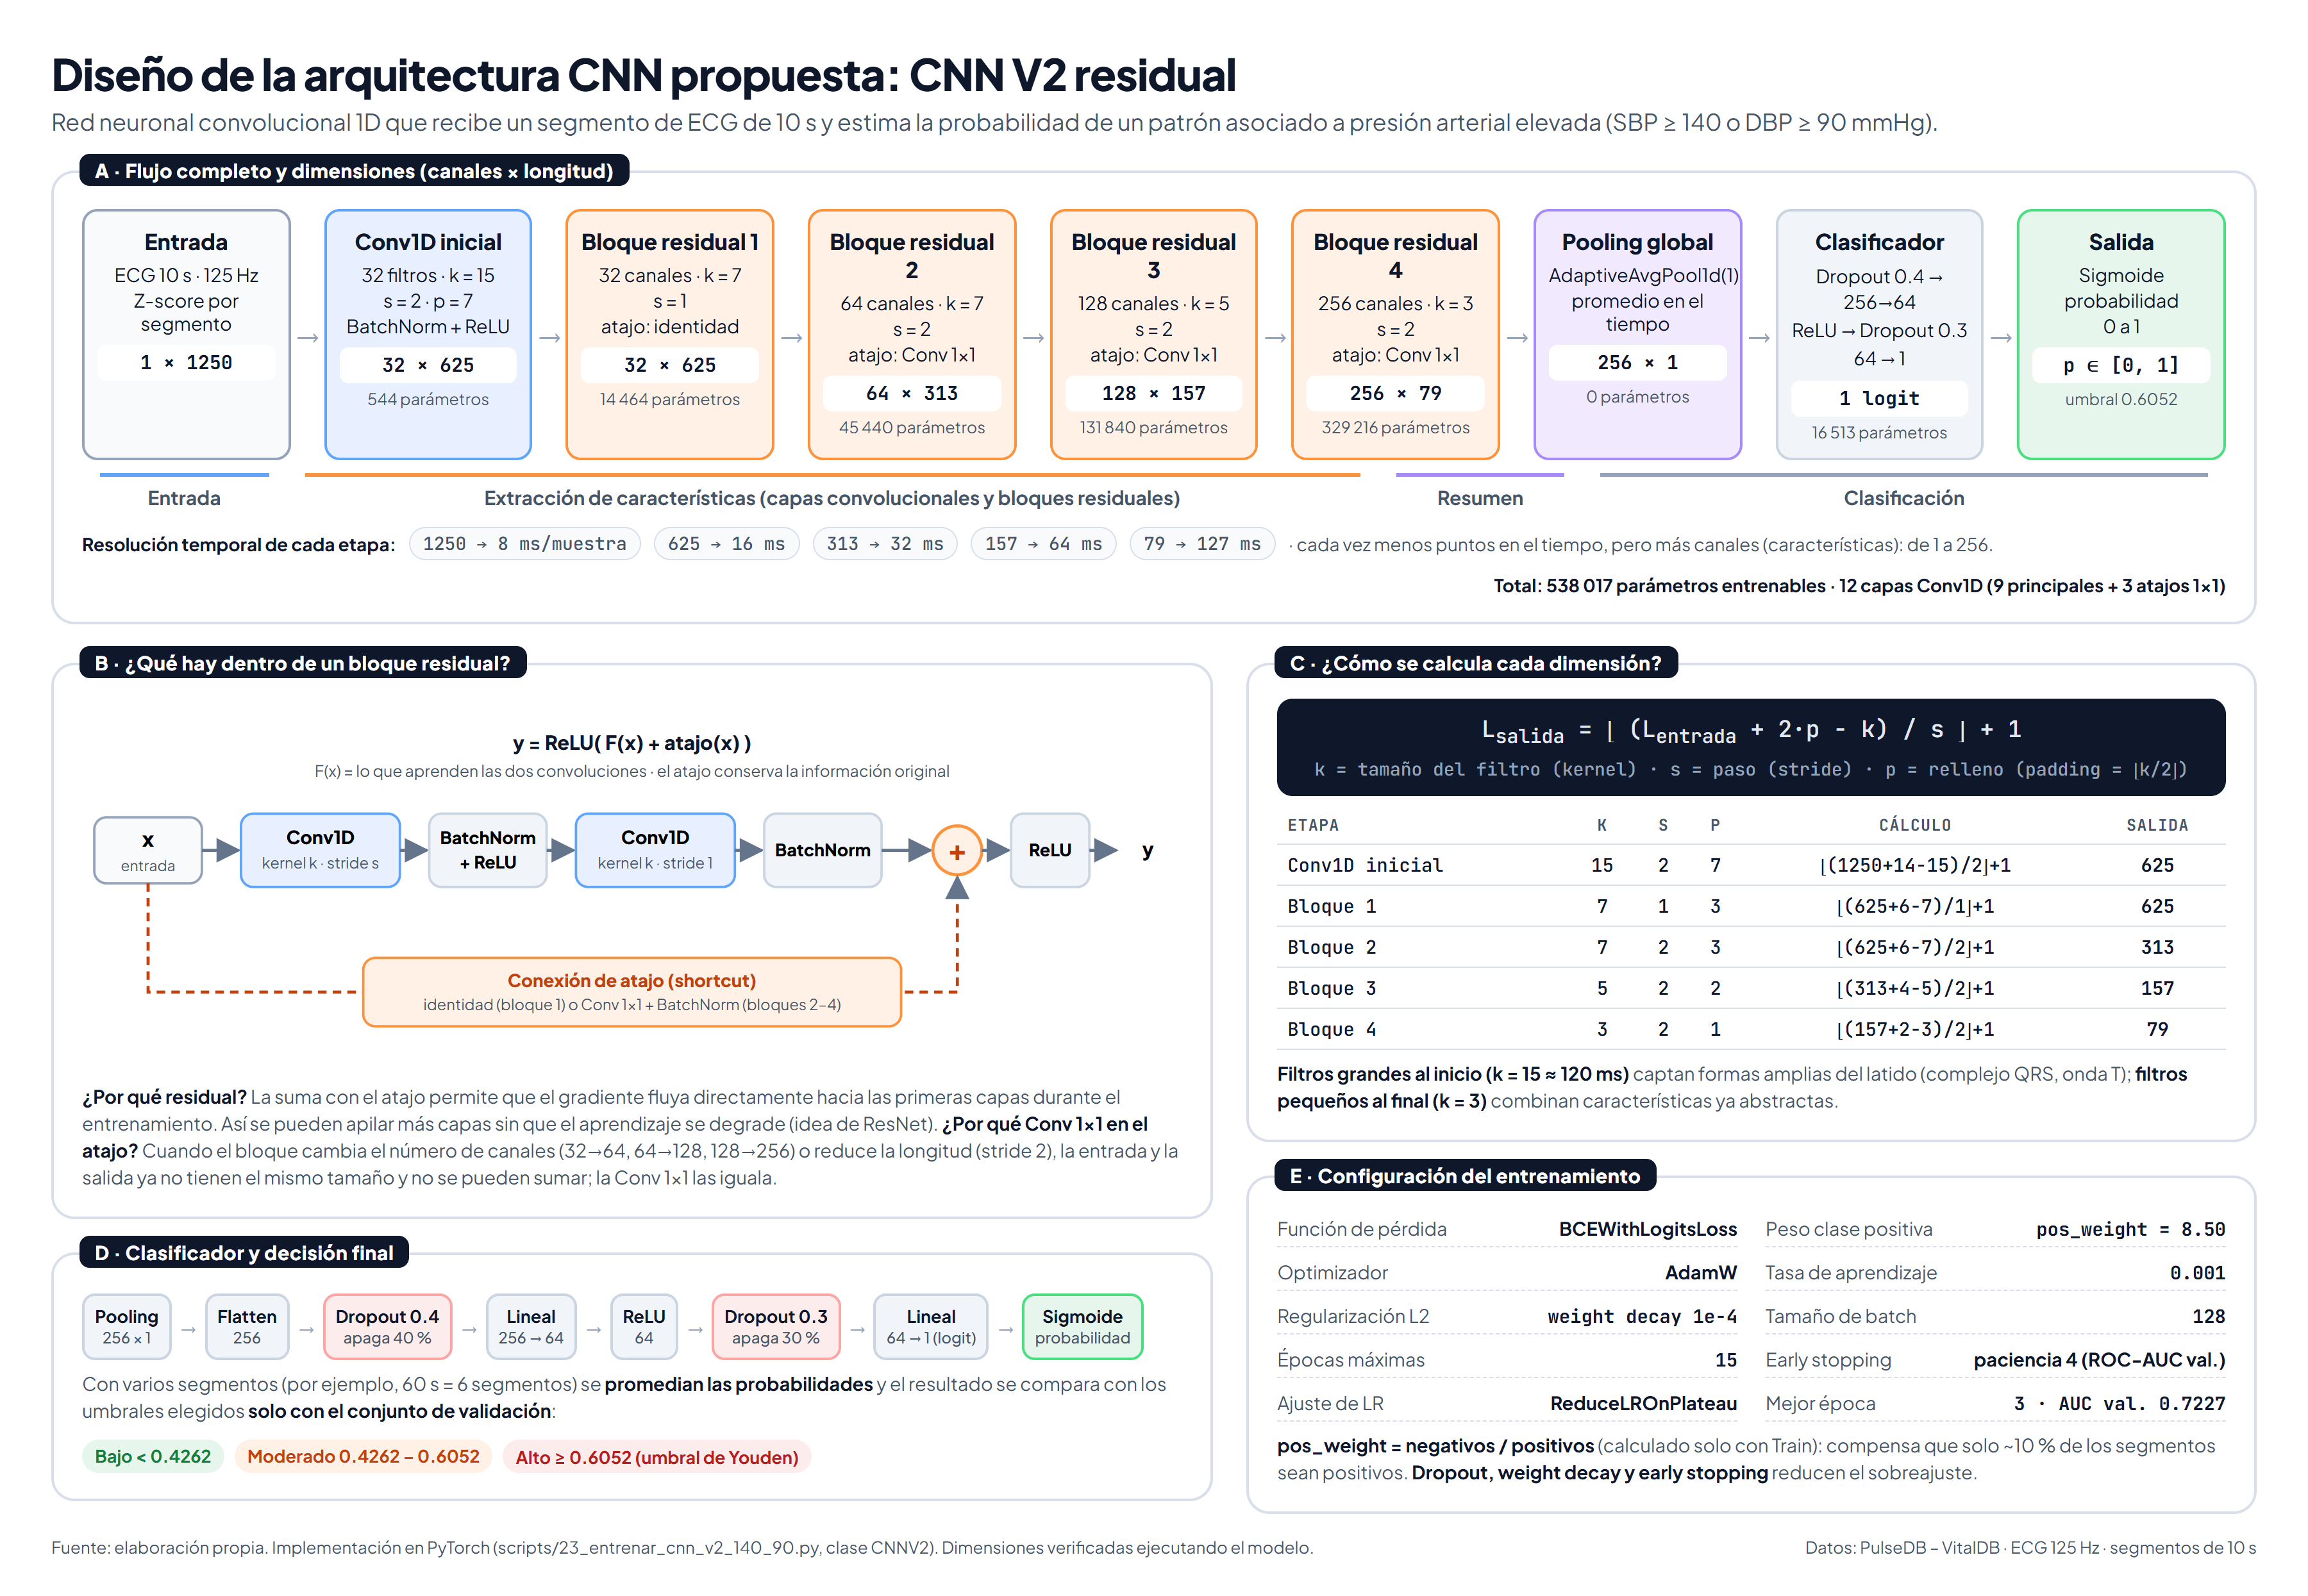 Diseño de la arquitectura CNN propuesta: CNN V2 residual
Red neuronal convolucional 1D que recibe un segmento de ECG de 10 s y estima la probabilidad de un patrón asociado a presión arterial elevada (SBP ≥ 140 o DBP ≥ 90 mmHg).
A · Flujo completo y dimensiones (canales × longitud)
Entrada
ECG 10 s · 125 Hz
Z-score por
segmento
1 × 1250
→
Conv1D inicial
32 filtros · k = 15
s = 2 · p = 7
BatchNorm + ReLU
32 × 625
544 parámetros
→
Bloque residual 1
32 canales · k = 7
s = 1
atajo: identidad
32 × 625
14 464 parámetros
→
Bloque residual
2
64 canales · k = 7
s = 2
atajo: Conv 1×1
64 × 313
45 440 parámetros
→
Bloque residual
3
128 canales · k = 5
s = 2
atajo: Conv 1×1
128 × 157
131 840 parámetros
→
Bloque residual
4
256 canales · k = 3
s = 2
atajo: Conv 1×1
256 × 79
329 216 parámetros
→
Pooling global
AdaptiveAvgPool1d(1)
promedio en el
tiempo
256 × 1
0 parámetros
→
Clasificador
Dropout 0.4 →
256→64
ReLU → Dropout 0.3
64 → 1
1 logit
16 513 parámetros
→
Salida
Sigmoide
probabilidad
0 a 1
p ∈ [0, 1]
umbral 0.6052
Entrada
Extracción de características (capas convolucionales y bloques residuales)
Resumen
Clasificación
Resolución temporal de cada etapa: 1250 → 8 ms/muestra 625 → 16 ms 313 → 32 ms 157 → 64 ms 79 → 127 ms · cada vez menos puntos en el tiempo, pero más canales (características): de 1 a 256.
Total: 538 017 parámetros entrenables · 12 capas Conv1D (9 principales + 3 atajos 1×1)
B · ¿Qué hay dentro de un bloque residual?
y = ReLU( F(x) + atajo(x) )
F(x) = lo que aprenden las dos convoluciones · el atajo conserva la información original
x
entrada
Conv1D
kernel k · stride s
BatchNorm
+ ReLU
Conv1D
kernel k · stride 1
BatchNorm
+
ReLU
y
Conexión de atajo (shortcut)
identidad (bloque 1) o Conv 1×1 + BatchNorm (bloques 2–4)
¿Por qué residual? La suma con el atajo permite que el gradiente fluya directamente hacia las primeras capas durante el
entrenamiento. Así se pueden apilar más capas sin que el aprendizaje se degrade (idea de ResNet). ¿Por qué Conv 1×1 en el
atajo? Cuando el bloque cambia el número de canales (32→64, 64→128, 128→256) o reduce la longitud (stride 2), la entrada y la
salida ya no tienen el mismo tamaño y no se pueden sumar; la Conv 1×1 las iguala.
C · ¿Cómo se calcula cada dimensión?
Lsalida = ⌊ (Lentrada + 2·p - k) / s ⌋ + 1
k = tamaño del filtro (kernel) · s = paso (stride) · p = relleno (padding = ⌊k/2⌋)
ETAPA K S P CÁLCULO SALIDA
Conv1D inicial 15 2 7 ⌊(1250+14-15)/2⌋+1 625
Bloque 1 7 1 3 ⌊(625+6-7)/1⌋+1 625
Bloque 2 7 2 3 ⌊(625+6-7)/2⌋+1 313
Bloque 3 5 2 2 ⌊(313+4-5)/2⌋+1 157
Bloque 4 3 2 1 ⌊(157+2-3)/2⌋+1 79
Filtros grandes al inicio (k = 15 ≈ 120 ms) captan formas amplias del latido (complejo QRS, onda T); filtros
pequeños al final (k = 3) combinan características ya abstractas.
D · Clasificador y decisión final
Pooling
256 × 1
→
Flatten
256
→
Dropout 0.4
apaga 40 %
→
Lineal
256 → 64
→
ReLU
64
→
Dropout 0.3
apaga 30 %
→
Lineal
64 → 1 (logit)
→
Sigmoide
probabilidad
Con varios segmentos (por ejemplo, 60 s = 6 segmentos) se promedian las probabilidades y el resultado se compara con los
umbrales elegidos solo con el conjunto de validación:
Bajo < 0.4262 Moderado 0.4262 – 0.6052 Alto ≥ 0.6052 (umbral de Youden)
E · Configuración del entrenamiento
Función de pérdida BCEWithLogitsLoss Peso clase positiva pos_weight = 8.50
Optimizador AdamW Tasa de aprendizaje 0.001
Regularización L2 weight decay 1e-4 Tamaño de batch 128
Épocas máximas 15 Early stopping paciencia 4 (ROC-AUC val.)
Ajuste de LR ReduceLROnPlateau Mejor época 3 · AUC val. 0.7227
pos_weight = negativos / positivos (calculado solo con Train): compensa que solo ~10 % de los segmentos
sean positivos. Dropout, weight decay y early stopping reducen el sobreajuste.
Fuente: elaboración propia. Implementación en PyTorch (scripts/23_entrenar_cnn_v2_140_90.py, clase CNNV2). Dimensiones verificadas ejecutando el modelo.
Datos: PulseDB – VitalDB · ECG 125 Hz · segmentos de 10 s